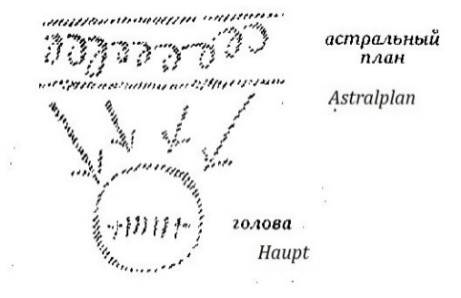 астральный
план
Astralplan
голова
Haupt